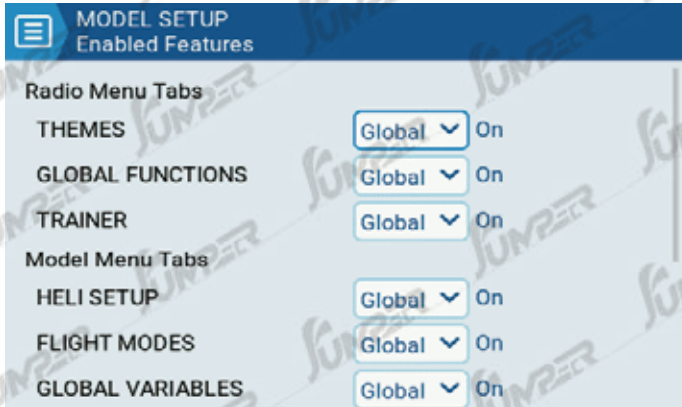 MODEL SETUP
Enabled Features
Radio Menu Tabs
THEMES Global On
GLOBAL FUNCTIONS Global On
TRAINER Global On
Model Menu Tabs
HELI SETUP Global On
FLIGHT MODES Global On
GLOBAL VARIABLES Global On
JUMPER